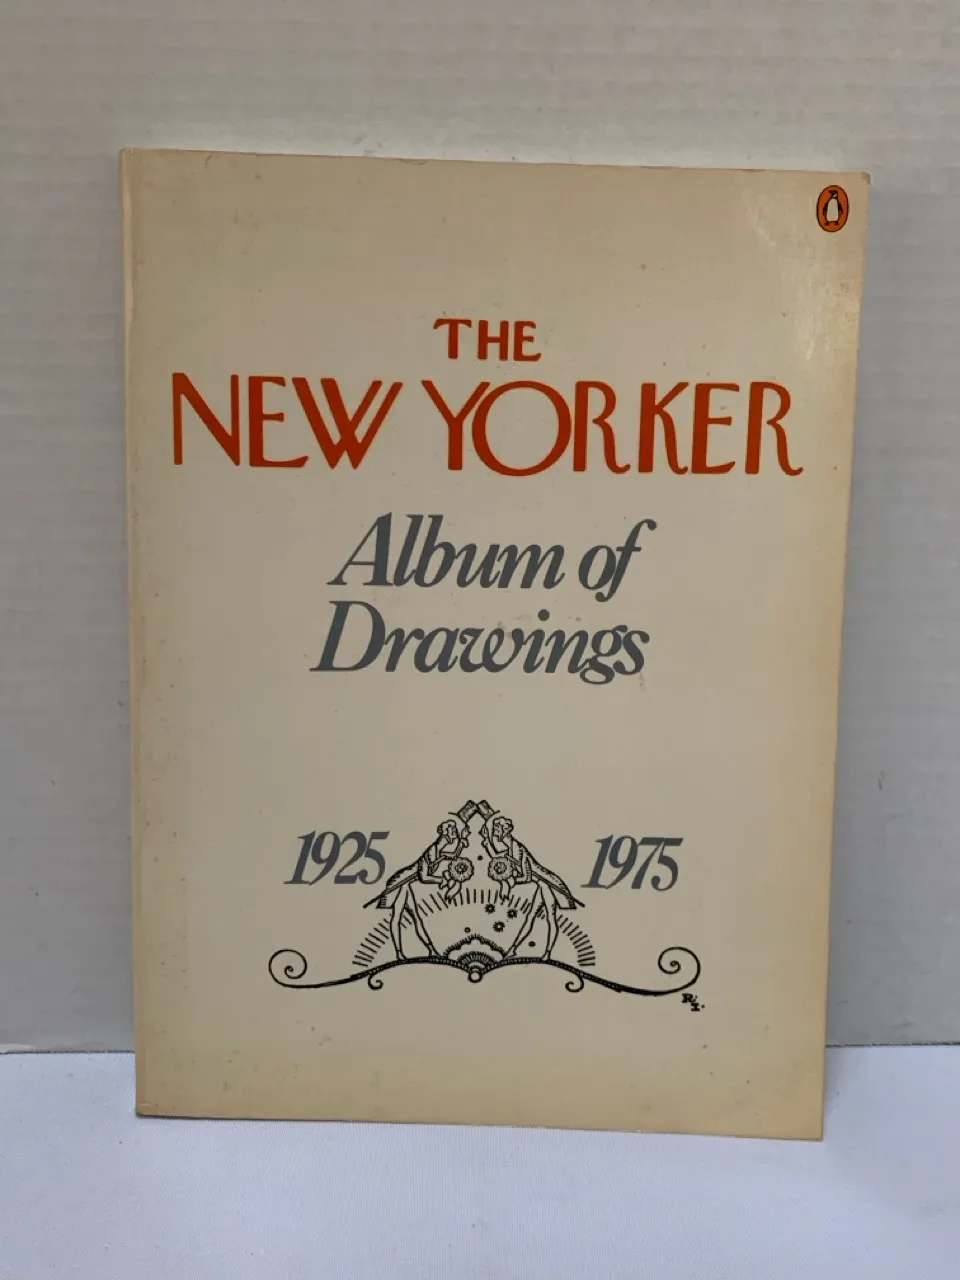 THE
NEW YORKER
Album of
Drawings
1925 1975